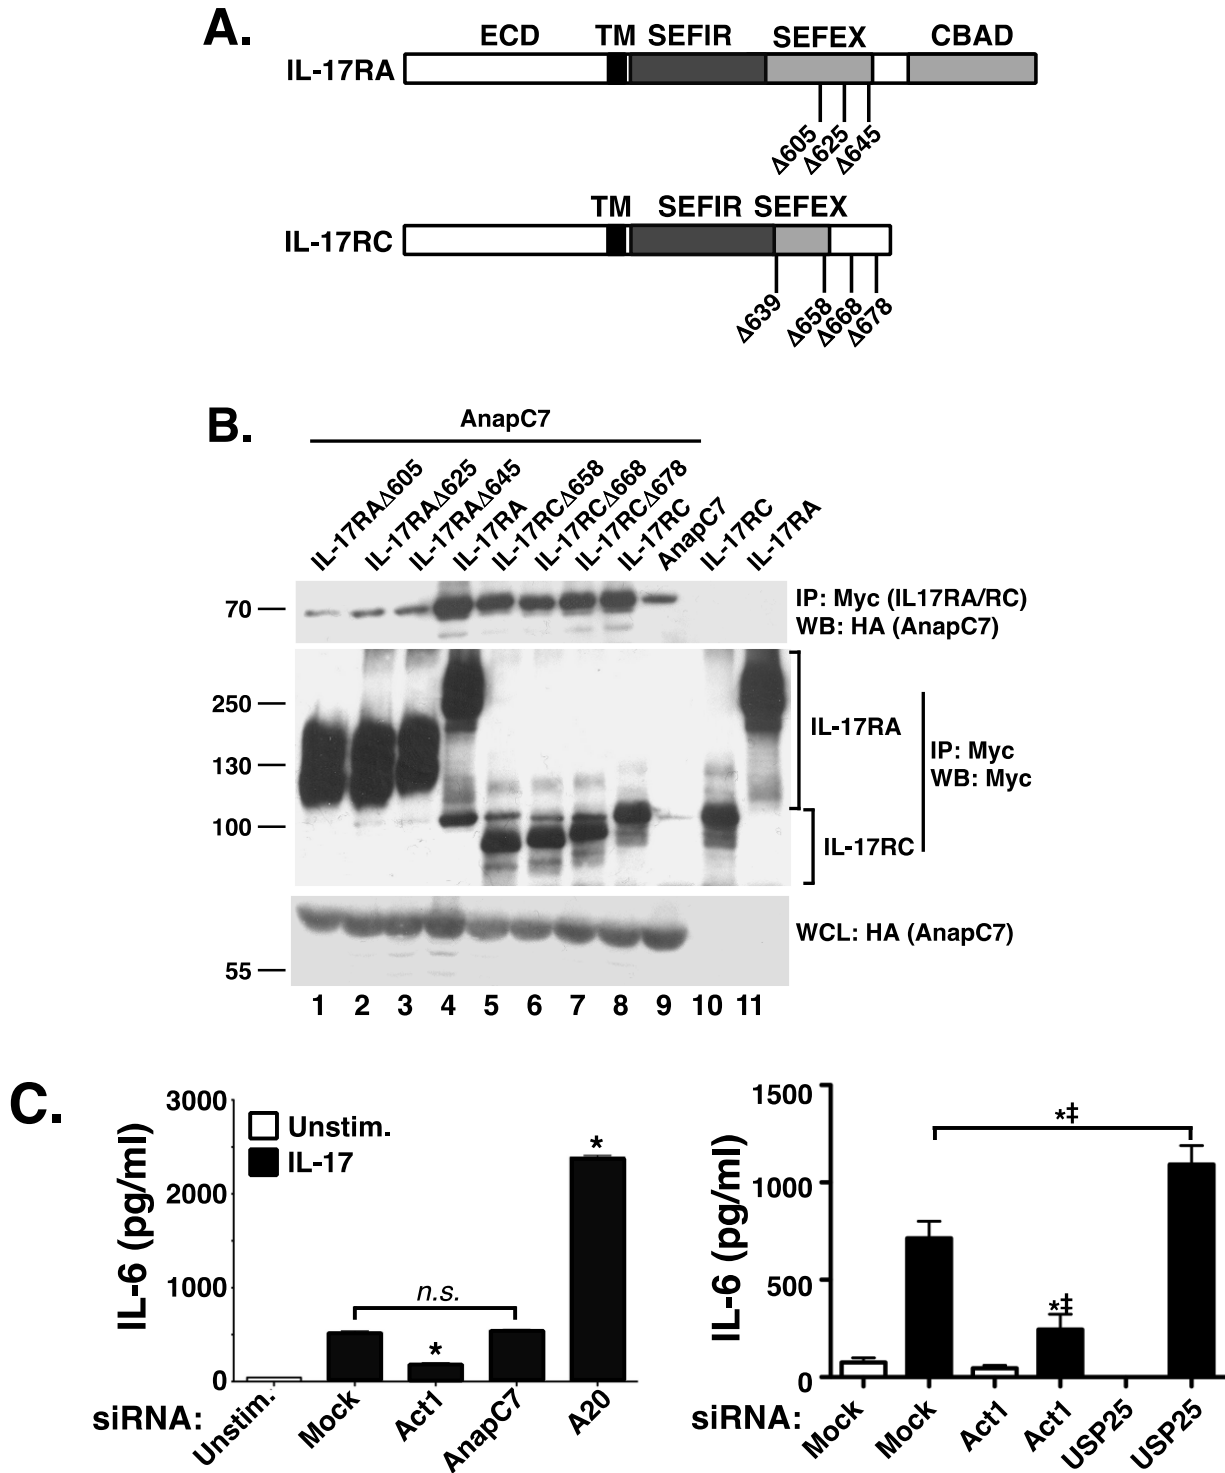 A.
ECD TM SEFIR SEFEX CBAD
IL-17RA
Δ605 Δ625 Δ645
TM SEFIR SEFEX
IL-17RC
Δ639 Δ658 Δ668 Δ678
B.
AnapC7
IL-17RAΔ605 IL-17RAΔ625 IL-17RAΔ645 IL-17RA IL-17RCΔ658 IL-17RCΔ668 IL-17RCΔ678 IL-17RC AnapC7 IL-17RC IL-17RA
70
IP: Myc (IL17RA/RC)
WB: HA (AnapC7)
250
130
100
IL-17RA
IL-17RC
IP: Myc
WB: Myc
WCL: HA (AnapC7)
55
1 2 3 4 5 6 7 8 9 10 11
C.
IL-6 (pg/ml)
3000
2000
1000
0
Unstim.
IL-17
n.s.
*
*
siRNA: Unstim. Mock Act1 AnapC7 A20
IL-6 (pg/ml)
1500
1000
500
0
*‡
*‡
siRNA: Mock Mock Act1 Act1 USP25 USP25